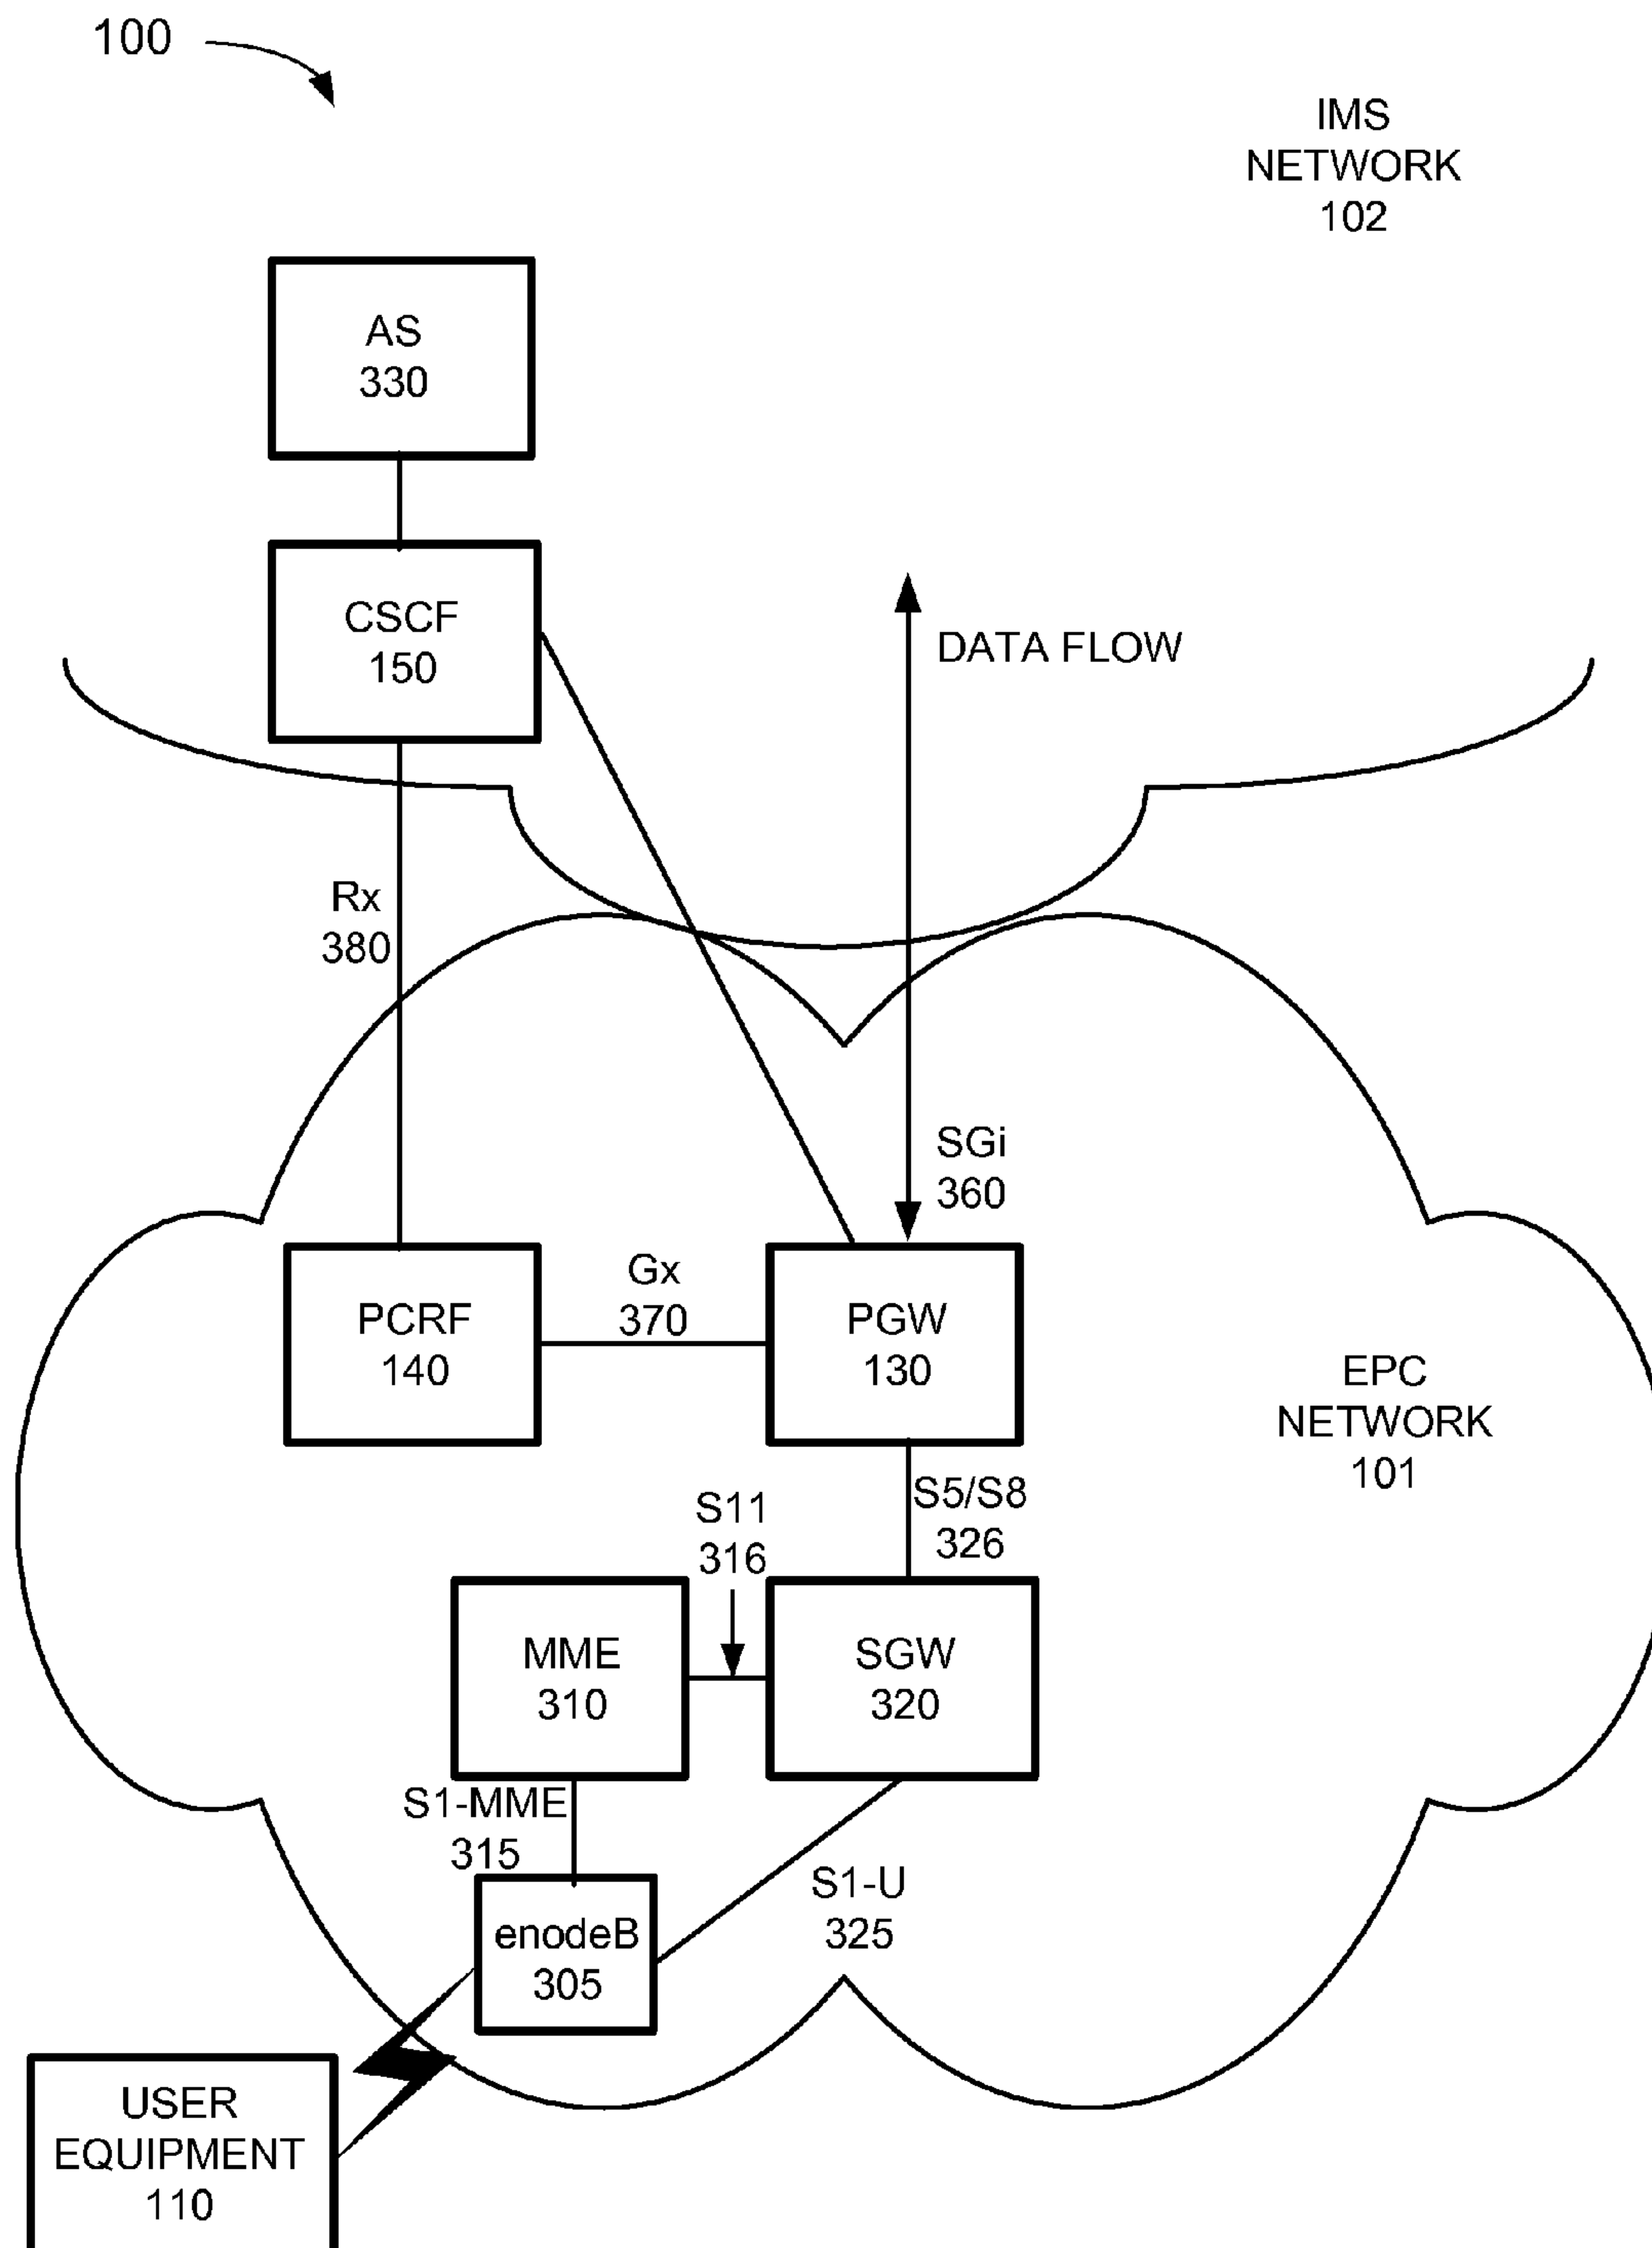 100
IMS
NETWORK
102
AS
330
CSCF
150
DATA FLOW
Rx
380
SGi
360
Gx
370
PCRF
140
PGW
130
EPC
NETWORK
101
S5/S8
326
S11
316
MME
310
SGW
320
S1-MME
315
S1-U
325
enodeB
305
USER
EQUIPMENT
110